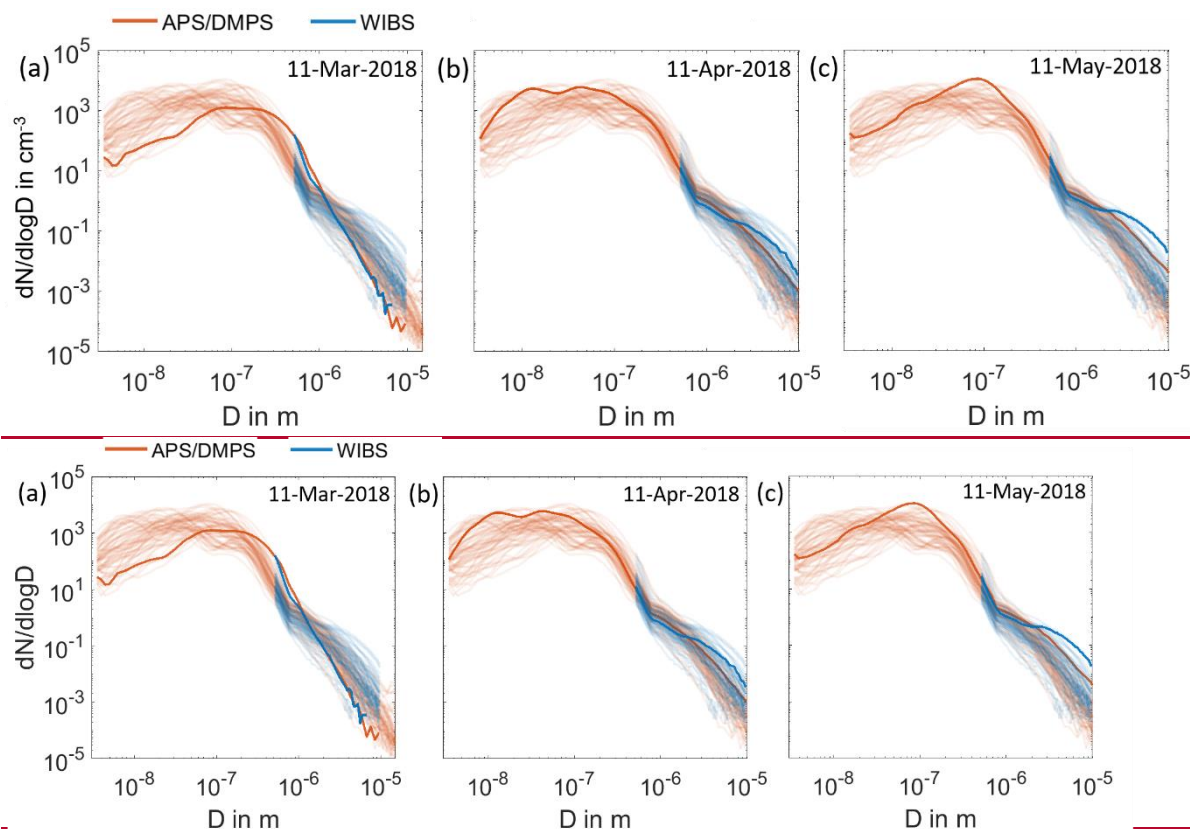 APS/DMPS WIBS
(a) 11-Mar-2018 (b) 11-Apr-2018 (c) 11-May-2018
10^5
10^3
10^1
10^-1
10^-3
10^-5
dN/dlogD in cm^-3
10^-8 10^-7 10^-6 10^-5 10^-8 10^-7 10^-6 10^-5 10^-8 10^-7 10^-6 10^-5
D in m D in m D in m
APS/DMPS WIBS
(a) 11-Mar-2018 (b) 11-Apr-2018 (c) 11-May-2018
10^5
10^3
10^1
10^-1
10^-3
10^-5
dN/dlogD
10^-8 10^-7 10^-6 10^-5 10^-8 10^-7 10^-6 10^-5 10^-8 10^-7 10^-6 10^-5
D in m D in m D in m